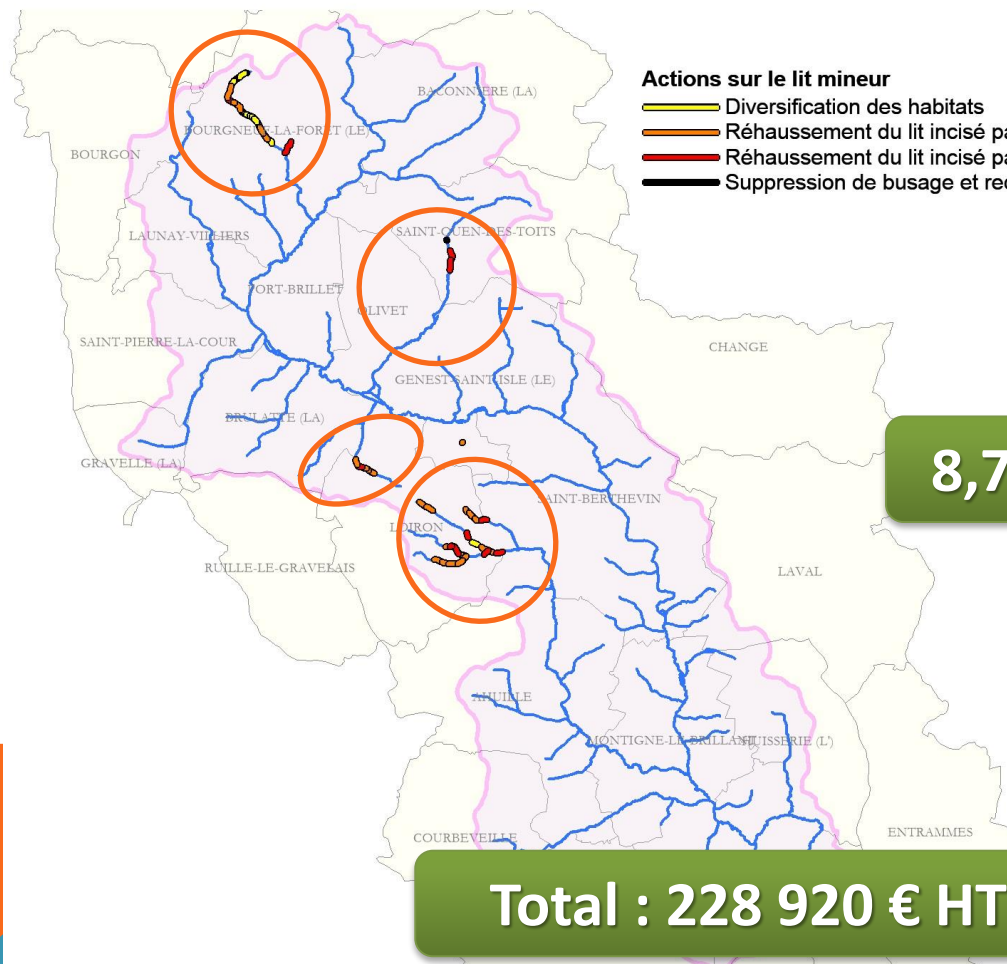 Actions sur le lit mineur
Diversification des habitats
Réhaussement du lit incisé pa
Réhaussement du lit incisé pa
Suppression de busage et re
BACONNIERE (LA)
BOURGNEUF-LA-FORET (LE)
BOURGON
LAUNAY-VILLIERS
SAINT-OUEN-DES-TOITS
PORT-BRILLET
OLIVET
SAINT-PIERRE-LA-COUR
CHANGE
GENEST-SAINT-ISLE (LE)
BRULATTE (LA)
GRAVELLE (LA)
8,7
SAINT-BERTHEVIN
LOIRON
RUILLE-LE-GRAVELAIS
LAVAL
AHUILLE
MONTIGNE-LE-BRILLANT
HUISSERIE (L')
COURBEVEILLE
ENTRAMMES
Total : 228 920 € HT